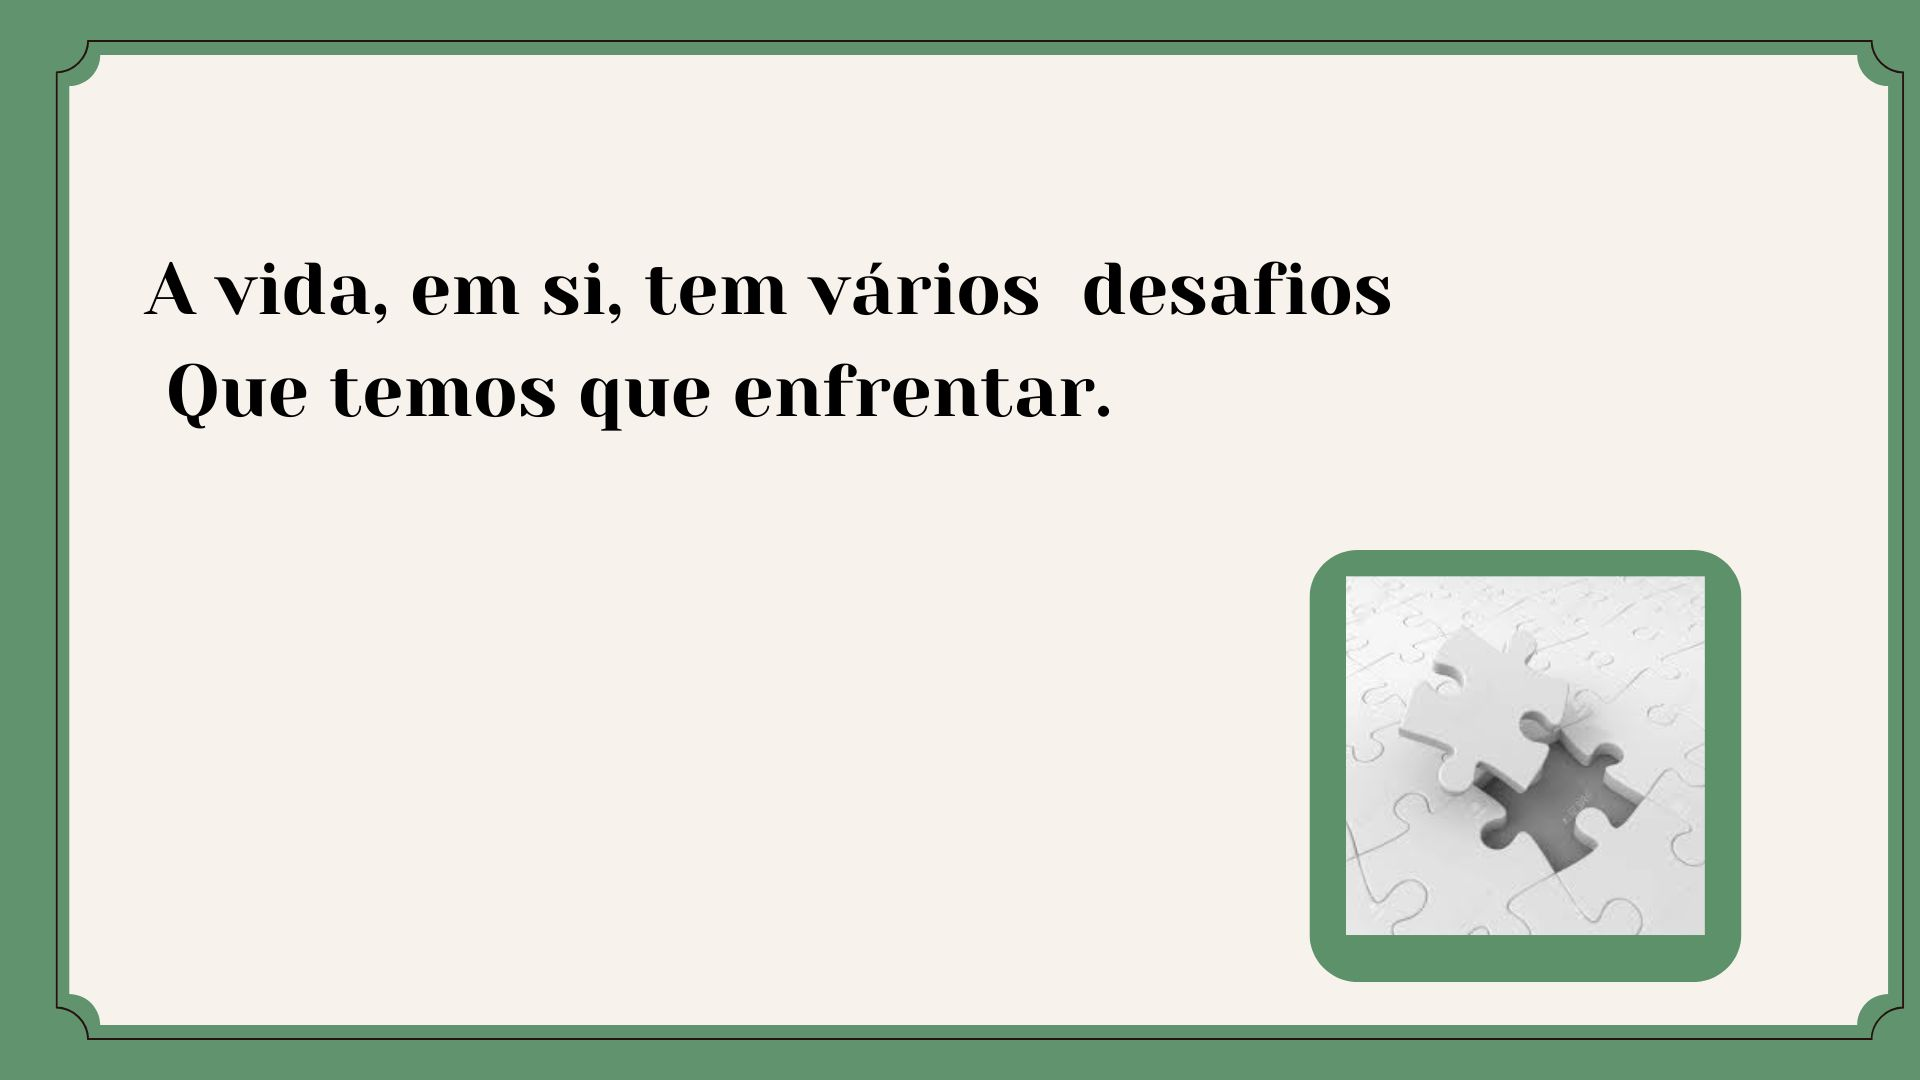 A vida, em si, tem vários  desafios
Que temos que enfrentar.